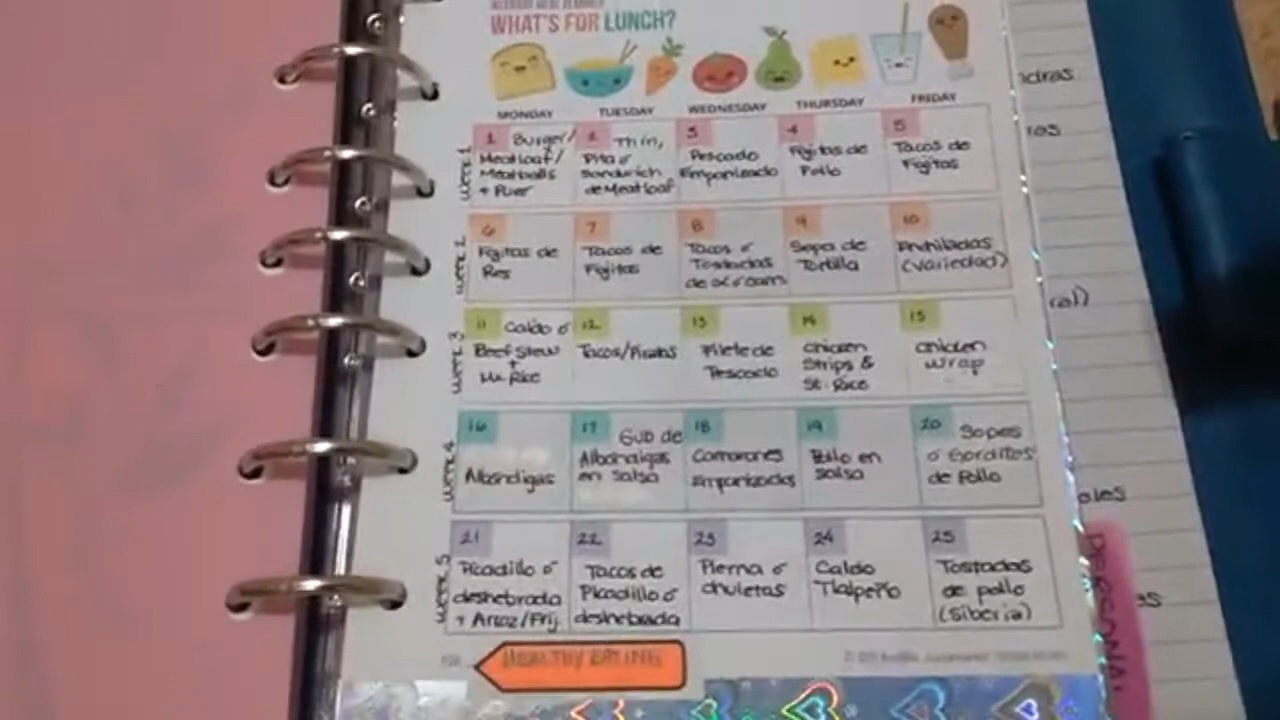 WHAT'S FOR LUNCH?
MONDAY TUESDAY WEDNESDAY THURSDAY FRIDAY
WEEK 1
1 Burger/
Meatloaf/
Meatballs
+ Puer
2 Thin,
Pita ó
Sandwich
de Meatloaf
3
Pescado
Empanizado
4
Fajitas de
Pollo
5
Tacos de
Fajitas
WEEK 2
6
Fajitas de
Res
7
Tacos de
Fajitas
8
Tacos ó
Tostadas
9
Sopa de
Tortilla
10
Enchiladas
(variedad)
WEEK 3
11 Caldo ó
Beef Stew
+
Mx. Rice
12
Tacos/Piratas
13
Filete de
Pescado
14
Chicken
Strips &
St. Rice
15
Chicken
Wrap
WEEK 4
16
Albondigas
17 Sub de
Albondigas
en salsa
18
Camarones
Empanizados
19
Pollo en
Salsa
20 Sopes
ó Gorditas
de Pollo
WEEK 5
21
Picadillo ó
deshebrada
+ Arroz/Frij.
22
Tacos de
Picadillo ó
deshebrada
23
Pierna ó
chuletas
24
Caldo
Tlalpeño
25
Tostadas
de pollo
(Siberia)
HEALTHY EATING
PERSONAL